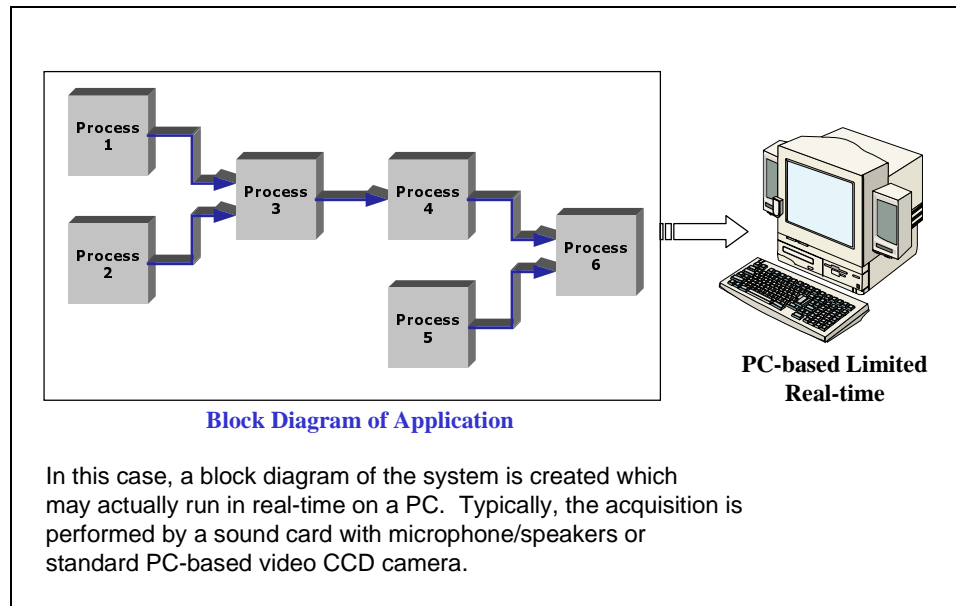 Process
1
Process
2
Process
3
Process
4
Process
5
Process
6
PC-based Limited
Real-time
Block Diagram of Application
In this case, a block diagram of the system is created which
may actually run in real-time on a PC.  Typically, the acquisition is
performed by a sound card with microphone/speakers or
standard PC-based video CCD camera.